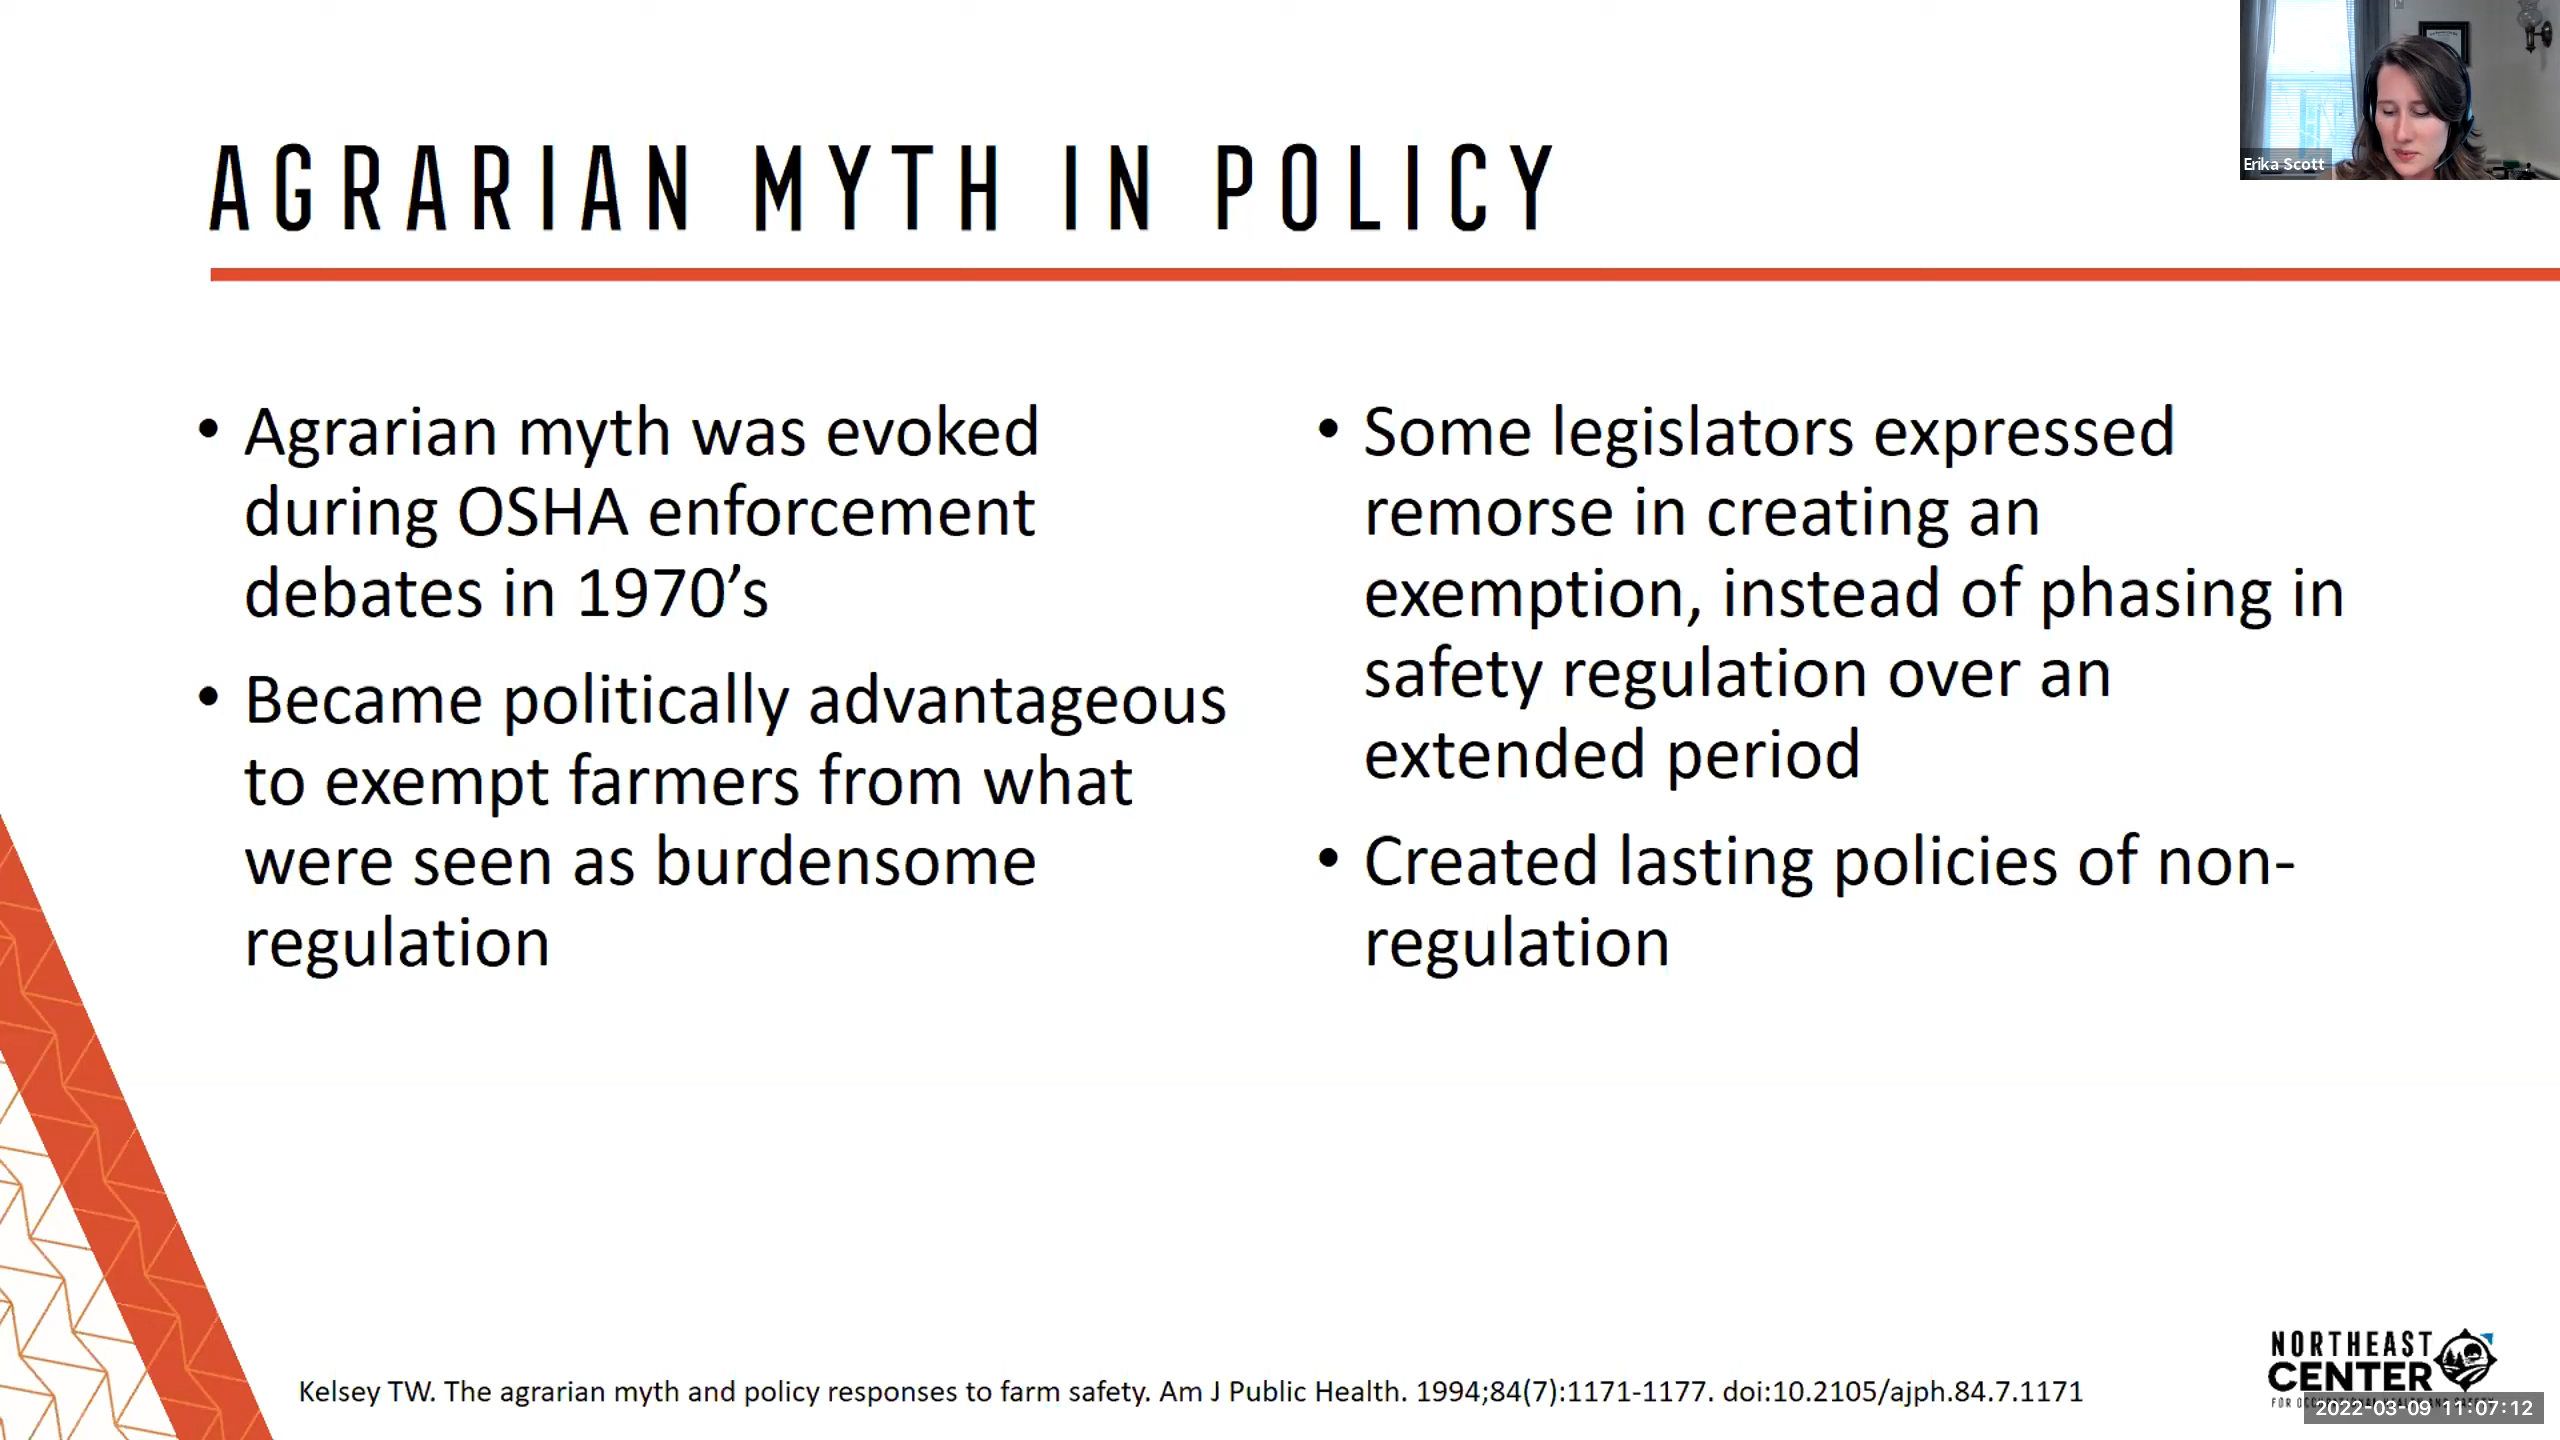 AGRARIAN MYTH IN POLICY
Erika Scott
• Agrarian myth was evoked
during OSHA enforcement
debates in 1970’s
• Became politically advantageous
to exempt farmers from what
were seen as burdensome
regulation
• Some legislators expressed
remorse in creating an
exemption, instead of phasing in
safety regulation over an
extended period
• Created lasting policies of non-
regulation
Kelsey TW. The agrarian myth and policy responses to farm safety. Am J Public Health. 1994;84(7):1171-1177. doi:10.2105/ajph.84.7.1171
NORTHEAST
CENTER
2022-03-09 11:07:12